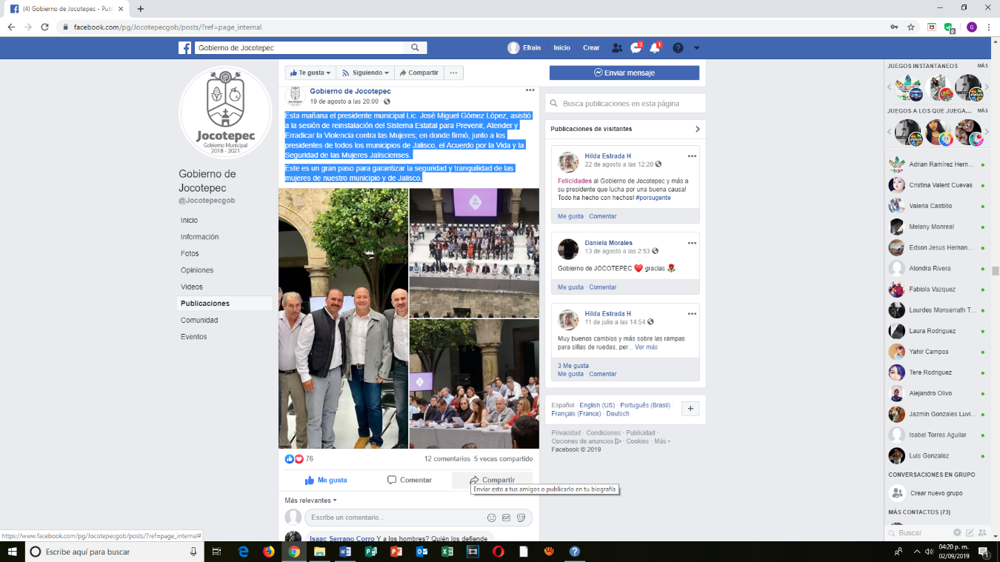 (4) Gobierno de Jocotepec - Pub
facebook.com/pg/Jocotepecgob/posts/?ref=page_internal
Gobierno de Jocotepec
Efrain
Inicio
Crear
3
1
Te gusta
Siguiendo
Compartir
Enviar mensaje
Jocotepec
Gobierno Municipal
2018 - 2021
Gobierno de
Jocotepec
@Jocotepecgob
Inicio
Información
Fotos
Opiniones
Videos
Publicaciones
Comunidad
Eventos
Gobierno de Jocotepec
19 de agosto a las 20:00 ·
Esta mañana el presidente municipal Lic. José Miguel Gómez López, asistió
a la sesión de reinstalación del Sistema Estatal para Prevenir, Atender y
Erradicar la Violencia contra las Mujeres; en donde firmó, junto a los
presidentes de todos los municipios de Jalisco, el Acuerdo por la Vida y la
Seguridad de las Mujeres Jaliscienses.
Este es un gran paso para garantizar la seguridad y tranquilidad de las
mujeres de nuestro municipio y de Jalisco.
76
12 comentarios 5 veces compartido
Me gusta
Comentar
Compartir
Enviar esto a tus amigos o publicarlo en tu biografía
Más relevantes
Escribe un comentario...
GIF
Isaac Serrano Corro Y a los hombres? Quién los defiende
Busca publicaciones en esta página
Publicaciones de visitantes
Hilda Estrada H
22 de agosto a las 12:20
Felicidades al Gobierno de Jocotepec y más a
su presidente que lucha por una buena causa!
Todo ha hecho con hechos! #porsugente
Me gusta · Comentar
Daniela Morales
13 de agosto a las 2:53
Gobierno de JOCOTEPEC ❤️ gracias 🌹
Me gusta · Comentar
Hilda Estrada H
11 de julio a las 14:54
Muy buenos cambios y más sobre las rampas
para sillas de ruedas, per... Ver más
3 Me gusta
Me gusta · Comentar
Español · English (US) · Português (Brasil)
Français (France) · Deutsch
Privacidad · Condiciones · Publicidad ·
Opciones de anuncios · Cookies · Más
Facebook © 2019
JUEGOS INSTANTÁNEOS MÁS
UNO
JUEGOS A LOS QUE JUEGA... MÁS
Adrian Ramírez Hern...
Cristina Valent Cuevas
Valeria Castillo
Melany Monreal
Edson Jesus Hernan...
Alondra Rivera
Fabiola Vazquez
Lourdes Monserrath T...
Laura Rodriguez
Yahir Campos
Tere Rodriguez
Alejandro Olivo
Jazmin Gonzales Luvi...
Isabel Torres Aguilar
Luis Gonzalez
CONVERSACIONES EN GRUPO
Crear nuevo grupo
MÁS CONTACTOS (73)
Buscar
https://www.facebook.com/pg/Jocotepecgob/posts/?ref=page_internal#
Escribe aquí para buscar
04:20 p. m.
02/09/2019
1